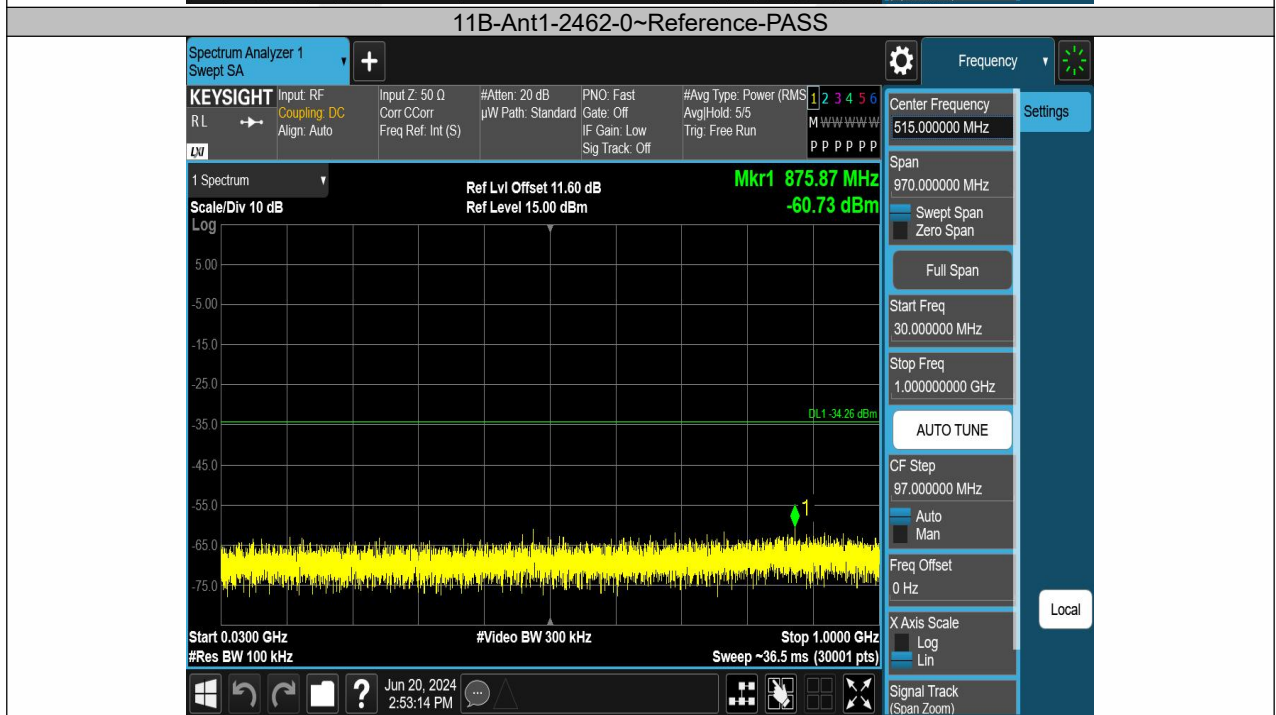 11B-Ant1-2462-0~Reference-PASS
Spectrum Analyzer 1
Swept SA
Frequency
KEYSIGHT
RL
LXI
Input: RF
Coupling: DC
Align: Auto
Input Z: 50 Ω
Corr CCorr
Freq Ref: Int (S)
#Atten: 20 dB
µW Path: Standard
PNO: Fast
Gate: Off
IF Gain: Low
Sig Track: Off
#Avg Type: Power (RMS
Avg|Hold: 5/5
Trig: Free Run
1 2 3 4 5 6
M W W W W W
P P P P P P
1 Spectrum
Scale/Div 10 dB
Log
Ref Lvl Offset 11.60 dB
Ref Level 15.00 dBm
Mkr1 875.87 MHz
-60.73 dBm
5.00
-5.00
-15.0
-25.0
-35.0
-45.0
-55.0
-65.0
-75.0
DL1 -34.26 dBm
1
Start 0.0300 GHz
#Res BW 100 kHz
#Video BW 300 kHz
Stop 1.0000 GHz
Sweep ~36.5 ms (30001 pts)
?
Jun 20, 2024
2:53:14 PM
Center Frequency
515.000000 MHz
Settings
Span
970.000000 MHz
Swept Span
Zero Span
Full Span
Start Freq
30.000000 MHz
Stop Freq
1.000000000 GHz
AUTO TUNE
CF Step
97.000000 MHz
Auto
Man
Freq Offset
0 Hz
Local
X Axis Scale
Log
Lin
Signal Track
(Span Zoom)